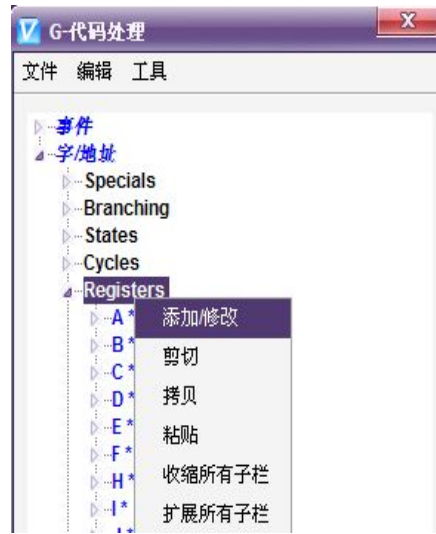 G-代码处理
文件 编辑 工具
事件
字/地址
Specials
Branching
States
Cycles
Registers
A * 添加/修改
B *
剪切
C *
D * 拷贝
E *
粘贴
F *
H * 收缩所有子栏
I *
扩展所有子栏